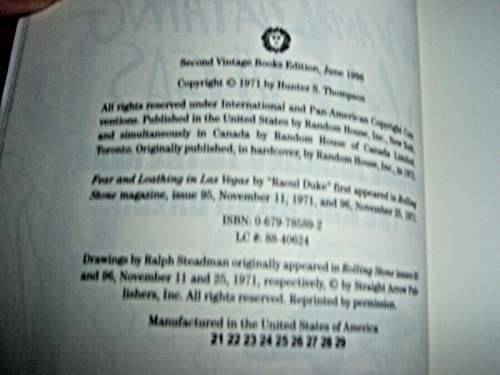 Second Vintage Books Edition, June 1998
Copyright © 1971 by Hunter S. Thompson
All rights reserved under International and Pan-American Copyright Con-
ventions. Published in the United States by Random House, Inc., New York,
and simultaneously in Canada by Random House of Canada Limited,
Toronto. Originally published, in hardcover, by Random House, Inc., in 1972.
Fear and Loathing in Las Vegas by "Raoul Duke" first appeared in Rolling
Stone magazine, issue 95, November 11, 1971, and 96, November 25, 1971.
ISBN: 0-679-78589-2
LC #: 88-40624
Drawings by Ralph Steadman originally appeared in Rolling Stone issues 95
and 96, November 11 and 25, 1971, respectively, © by Straight Arrow Pub-
lishers, Inc. All rights reserved. Reprinted by permission.
Manufactured in the United States of America
21 22 23 24 25 26 27 28 29